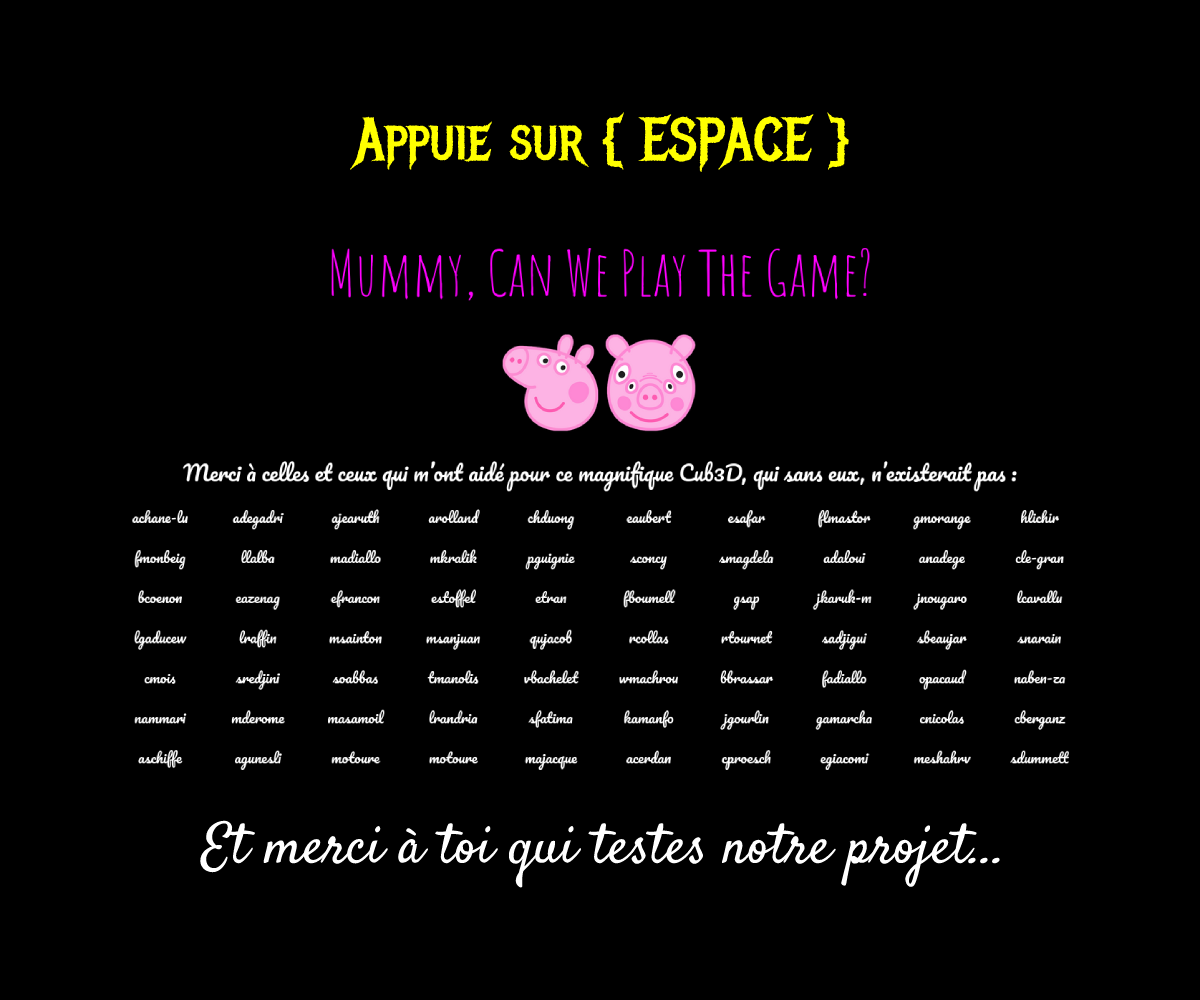 Appuie sur { ESPACE }
Mummy, Can We Play The Game?
Merci à celles et ceux qui m'ont aidé pour ce magnifique Cub3D, qui sans eux, n'existerait pas :
achane-lu adegadri ajearuth arolland chduong eaubert esafar flmastor gmorange hlichir
fmonbeig llalba madiallo mkralik pguignie sconcy smagdela adaloui anadege cle-gran
bcoenon eazenag efrancon estoffel etran fboumell gsap jkaruk-m jnougaro lcavallu
lgaducew lraffin msainton msanjuan qujacob rcollas rtournet sadjigui sbeaujar snarain
cmois sredjini soabbas tmanolis vbachelet wmachrou bbrassar fadiallo opacaud naben-za
nammari mderome masamoil lrandria sfatima kamanfo jgourlin gamarcha cnicolas cberganz
aschiffe agunesli motoure motoure majacque acerdan cproesch egiacomi meshahrv sdummett
Et merci à toi qui testes notre projet...